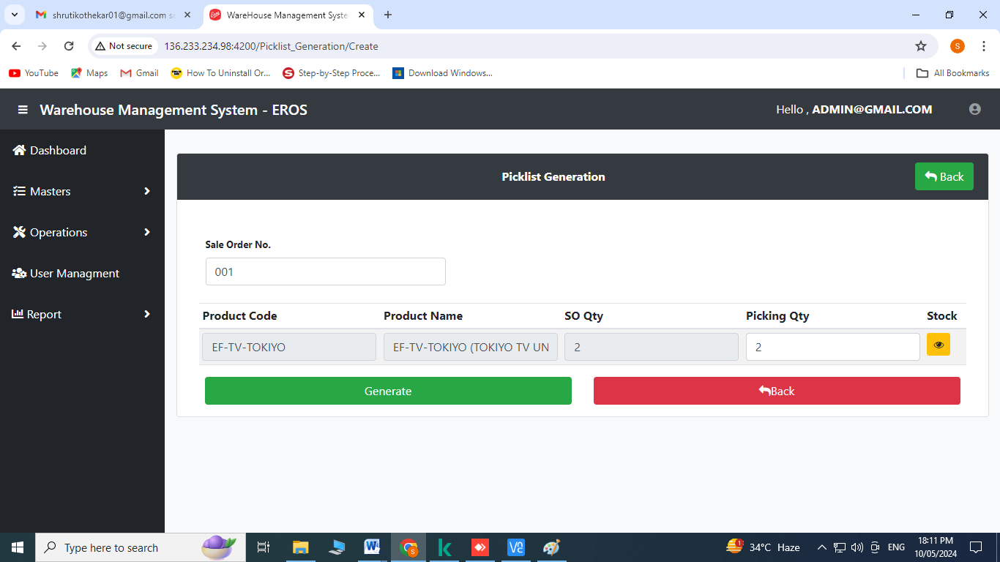 shrutikothekar01@gmail.com se
WareHouse Management Syste
Not secure
136.233.234.98:4200/Picklist_Generation/Create
S
YouTube
Maps
Gmail
How To Uninstall Or...
Step-by-Step Proce...
Download Windows...
All Bookmarks
Warehouse Management System - EROS
Hello , ADMIN@GMAIL.COM
Dashboard
Masters
Operations
User Managment
Report
Picklist Generation
Back
Sale Order No.
001
Product Code Product Name SO Qty Picking Qty Stock
EF-TV-TOKIYO EF-TV-TOKIYO (TOKIYO TV UN 2 2
Generate
Back
Type here to search
34°C Haze
ENG
18:11 PM
10/05/2024